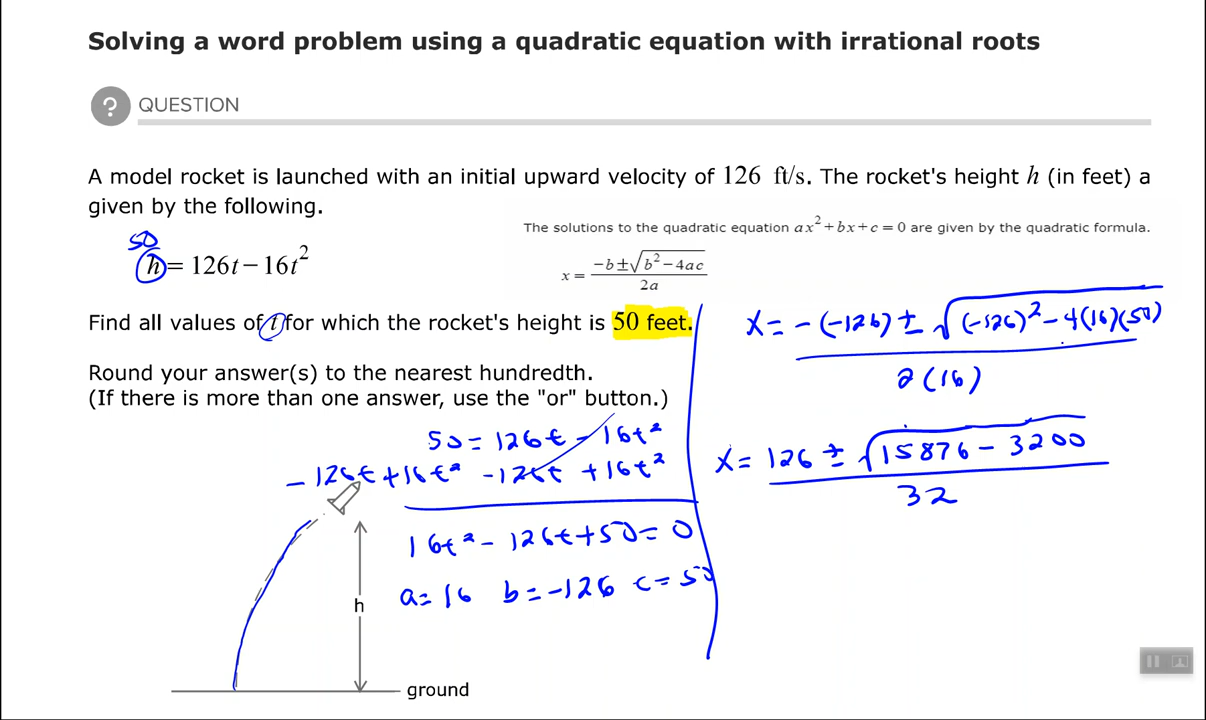 Solving a word problem using a quadratic equation with irrational roots
? QUESTION
A model rocket is launched with an initial upward velocity of 126 ft/s. The rocket's height h (in feet) a
given by the following.
50
h = 126t − 16t²
The solutions to the quadratic equation ax² + bx + c = 0 are given by the quadratic formula.
x = (−b ± √(b² − 4ac)) / 2a
Find all values of t for which the rocket's height is 50 feet.
Round your answer(s) to the nearest hundredth.
(If there is more than one answer, use the "or" button.)
50 = 126t − 16t²
− 126t + 16t² − 126t + 16t²
16t² − 126t + 50 = 0
a = 16 b = −126 c = 50
h
ground
x = (−(−126) ± √((−126)² − 4(16)(50))) / 2(16)
x = (126 ± √(15876 − 3200)) / 32